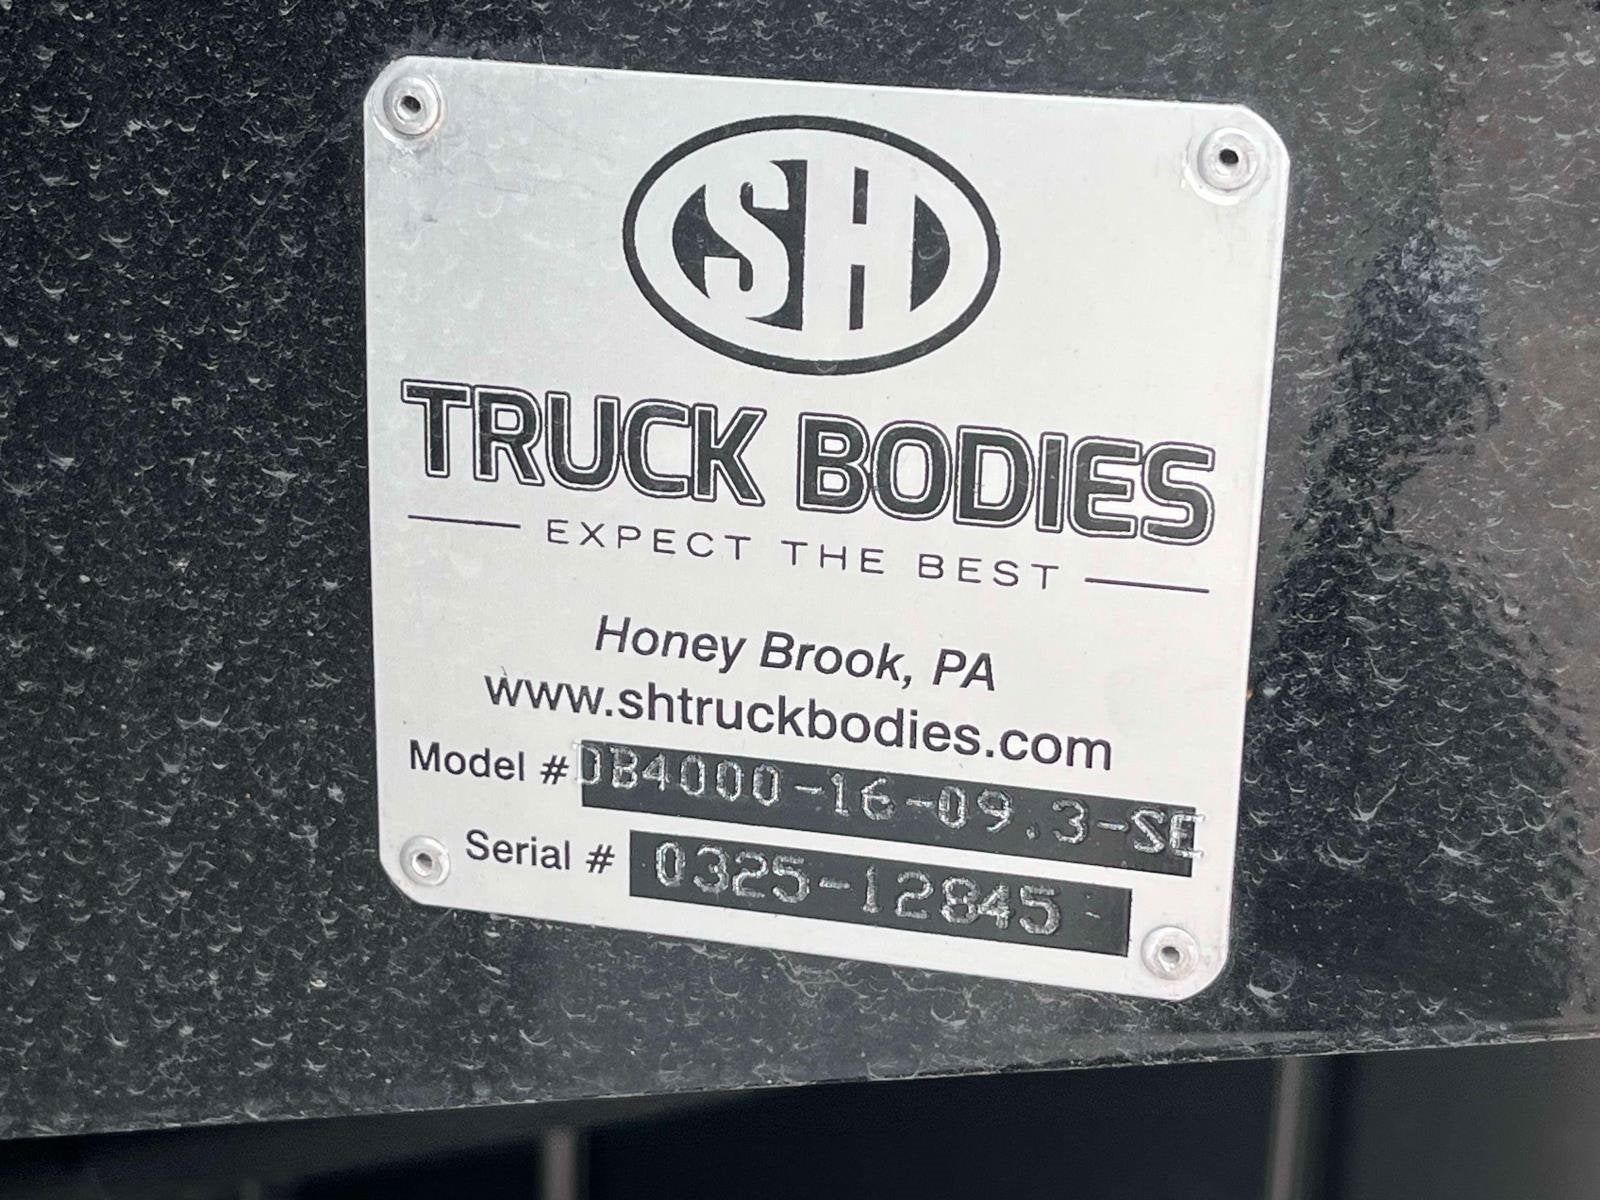 SH
TRUCK BODIES
EXPECT THE BEST
Honey Brook, PA
www.shtruckbodies.com
Model # DB4000-16-09.3-SE
Serial # 0325-12845